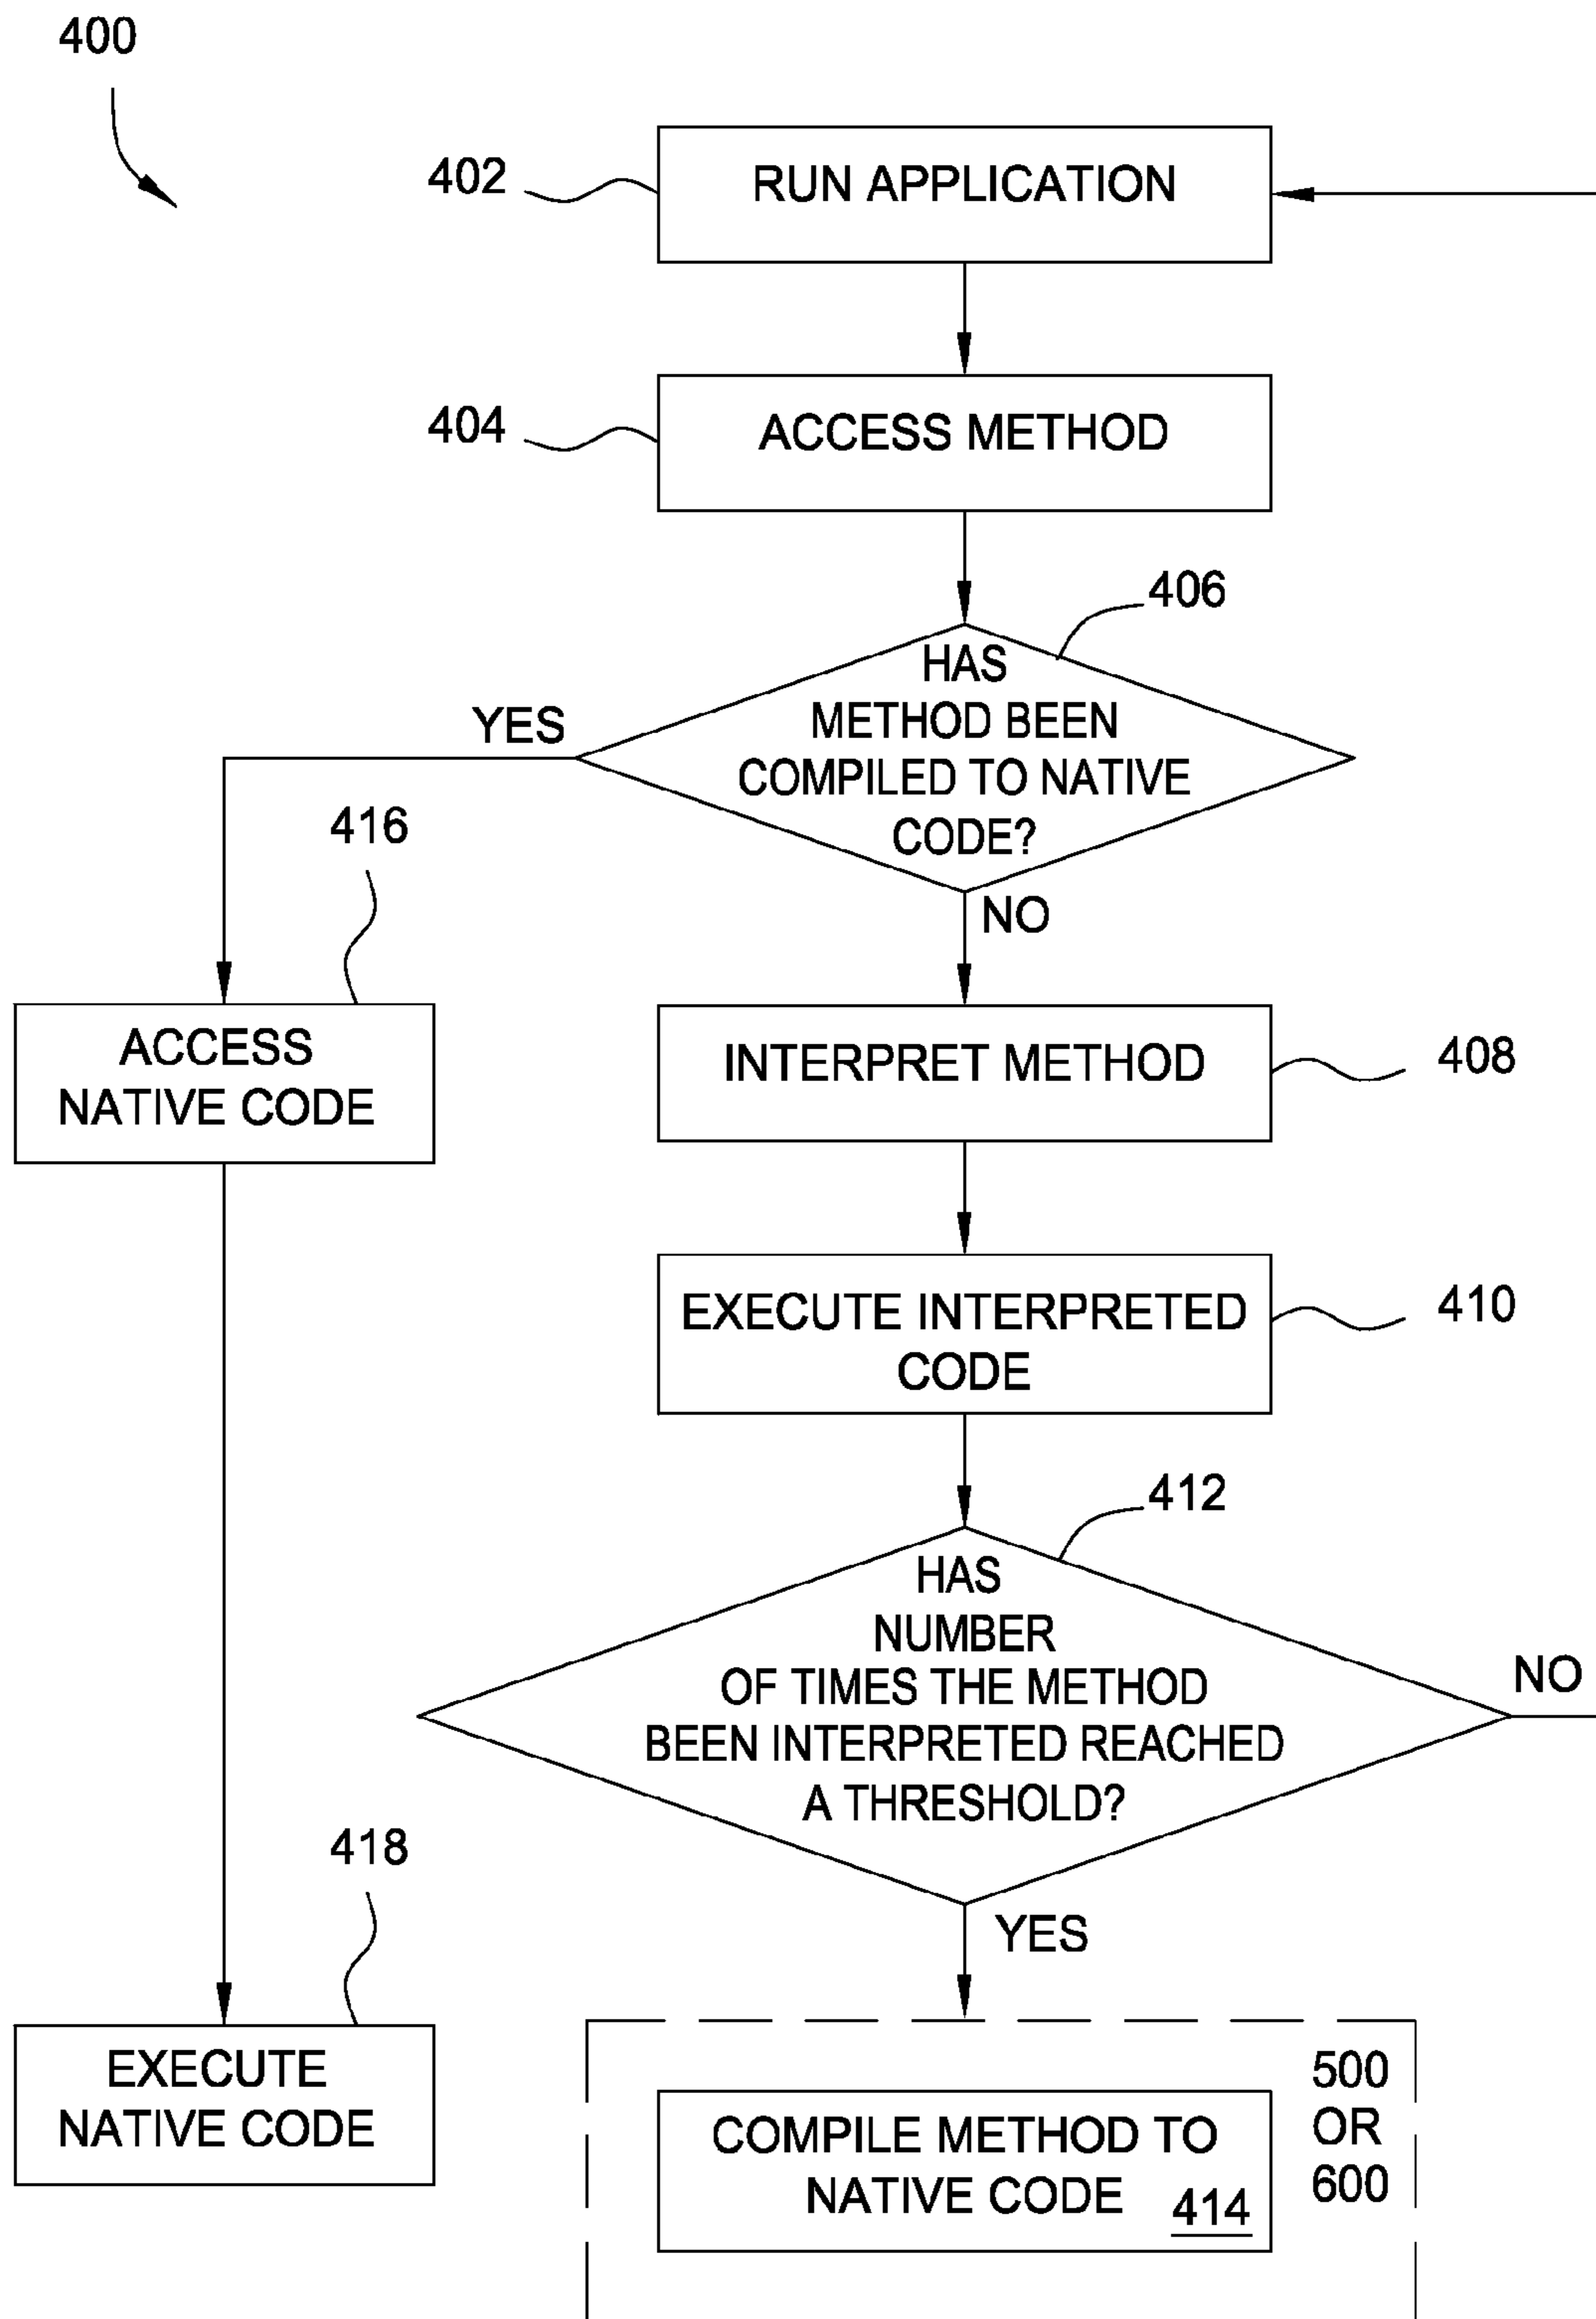 400
402
RUN APPLICATION
404
ACCESS METHOD
406
HAS
METHOD BEEN
COMPILED TO NATIVE
CODE?
YES
NO
416
ACCESS
NATIVE CODE
INTERPRET METHOD
408
EXECUTE INTERPRETED
CODE
410
412
HAS
NUMBER
OF TIMES THE METHOD
BEEN INTERPRETED REACHED
A THRESHOLD?
NO
YES
418
EXECUTE
NATIVE CODE
COMPILE METHOD TO
NATIVE CODE
414
500
OR
600